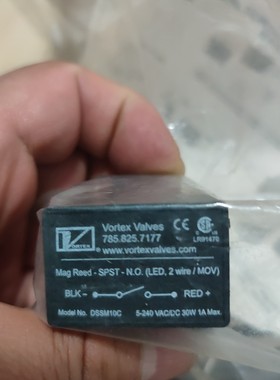 Vortex Valves
785.825.7177
www.vortexvalves.com
VORTEX
CE
LR91470
Mag Reed - SPST - N.O. (LED, 2 wire / MOV)
BLK - RED +
Model No. DSSM10C 5-240 VAC/DC 30W 1A Max.